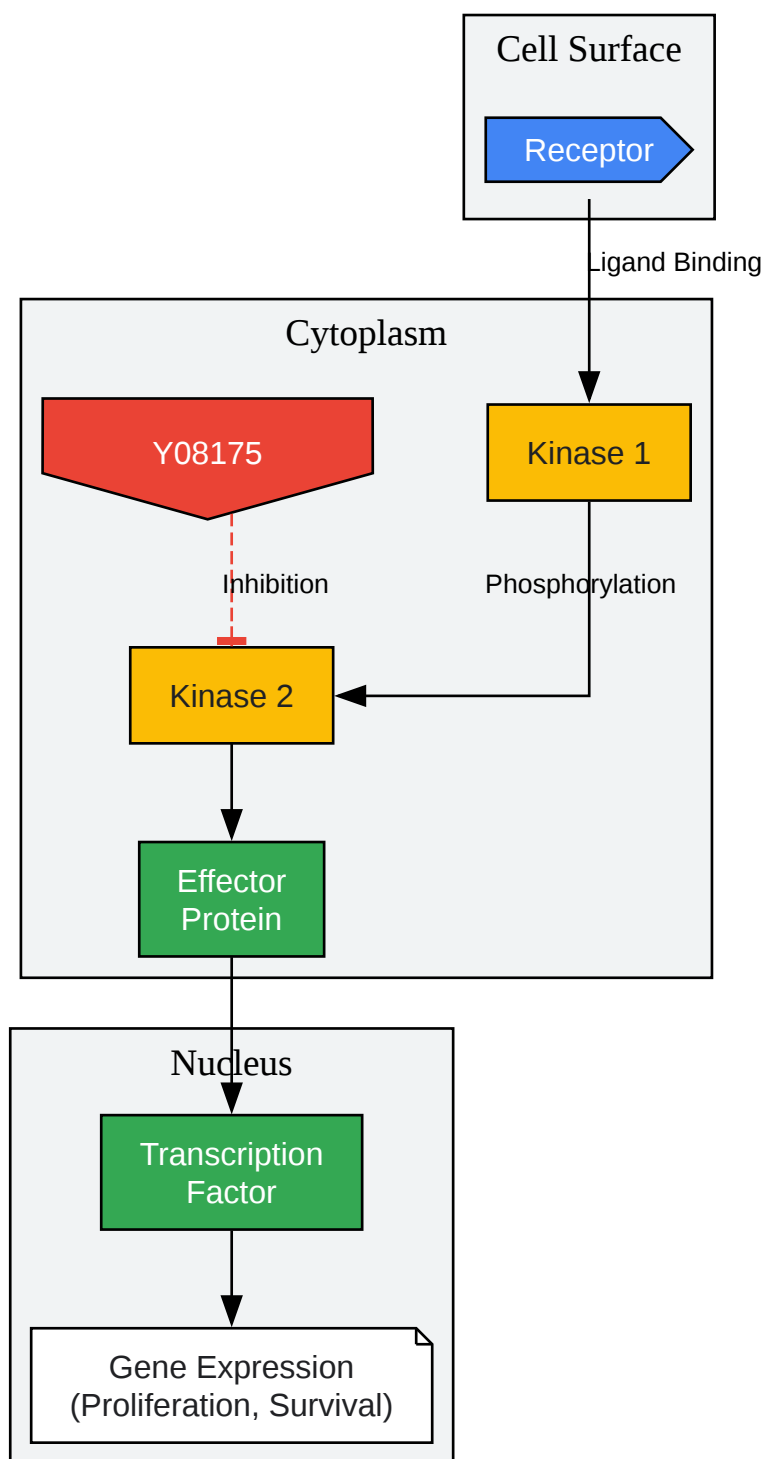 Cell Surface
Receptor
Ligand Binding
Cytoplasm
Y08175
Kinase 1
Inhibition
Phosphorylation
Kinase 2
Effector
Protein
Nucleus
Transcription
Factor
Gene Expression
(Proliferation, Survival)